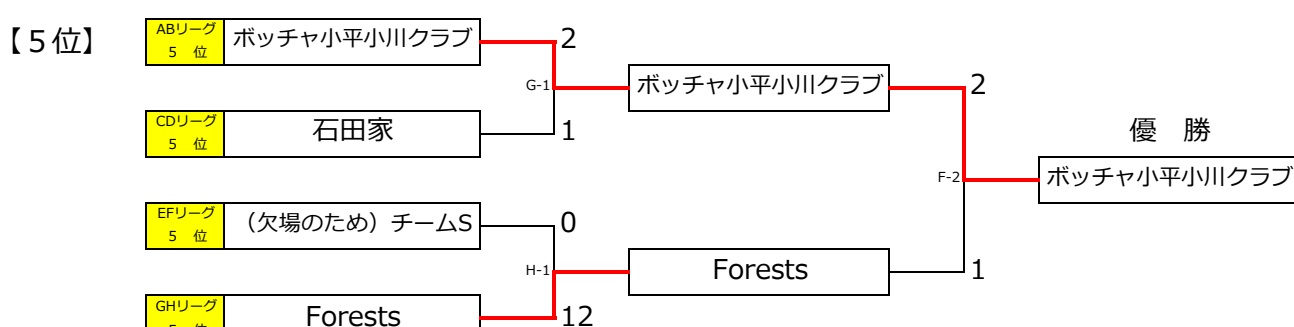 【５位】
ABリーグ
5　位
ボッチャ小平小川クラブ
2
G-1
ボッチャ小平小川クラブ
2
CDリーグ
5　位
石田家
1
優　勝
F-2
ボッチャ小平小川クラブ
EFリーグ
5　位
（欠場のため）チームS
0
H-1
Forests
1
GHリーグ
Forests
12